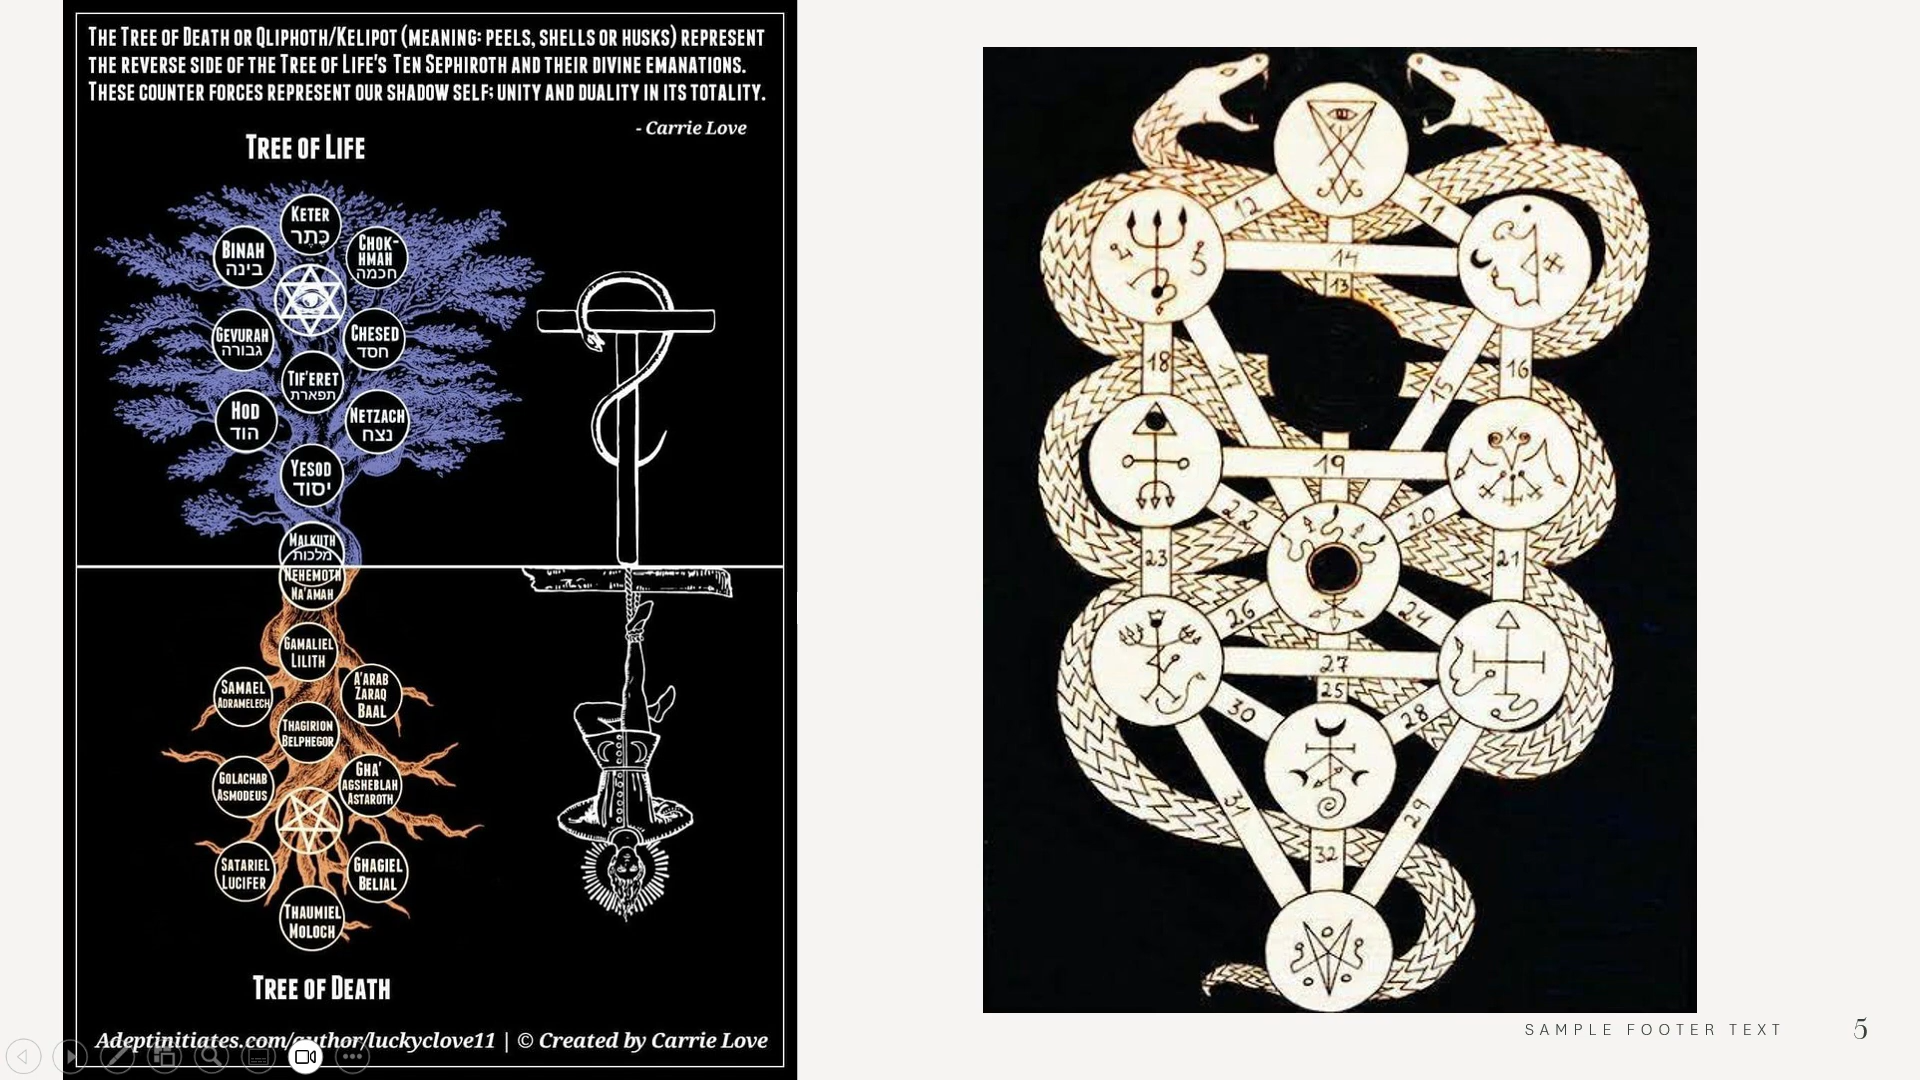 THE TREE OF DEATH OR QLIPHOTH/KELIPOT (MEANING: PEELS, SHELLS OR HUSKS) REPRESENT
THE REVERSE SIDE OF THE TREE OF LIFE'S TEN SEPHIROTH AND THEIR DIVINE EMANATIONS.
THESE COUNTER FORCES REPRESENT OUR SHADOW SELF; UNITY AND DUALITY IN ITS TOTALITY.
- Carrie Love
TREE OF LIFE
KETER
כֶּתֶר
BINAH
בינה
CHOK-
HMAH
חכמה
GEVURAH
גבורה
CHESED
חסד
TIF'ERET
תפארת
HOD
הוד
NETZACH
נצח
YESOD
יסוד
MALKUTH
מלכות
NEHEMOTH
NA'AMAH
GAMALIEL
LILITH
SAMAEL
ADRAMELECH
A'ARAB
ZARAQ
BAAL
THAGIRION
BELPHEGOR
GOLACHAB
ASMODEUS
GHA'
AGSHEBLAH
ASTAROTH
SATARIEL
LUCIFER
GHAGIEL
BELIAL
THAUMIEL
MOLOCH
TREE OF DEATH
Adeptinitiates.com/author/luckyclove11 | © Created by Carrie Love
12
11
14
13
18
17
15
16
19
22
20
23
21
26
24
27
25
30
28
31
29
32
SAMPLE FOOTER TEXT
5